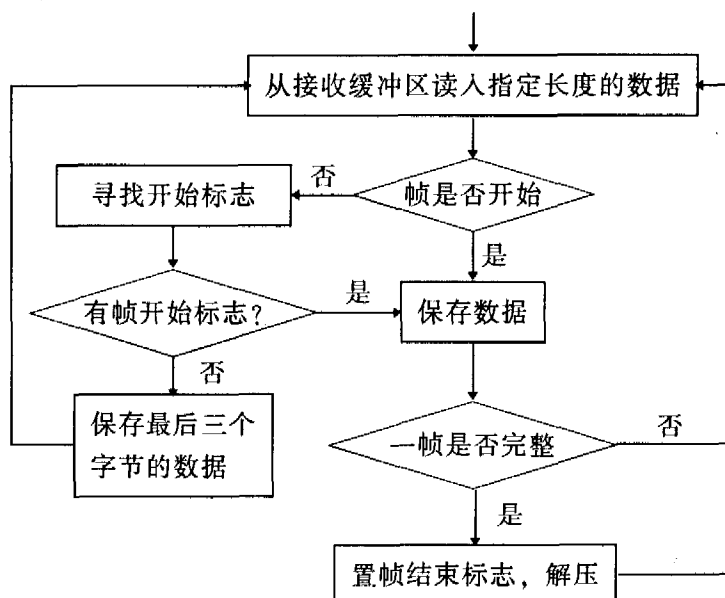 从接收缓冲区读入指定长度的数据
寻找开始标志
否
帧是否开始
是
有帧开始标志？
是
保存数据
否
保存最后三个
字节的数据
一帧是否完整
否
是
置帧结束标志，解压